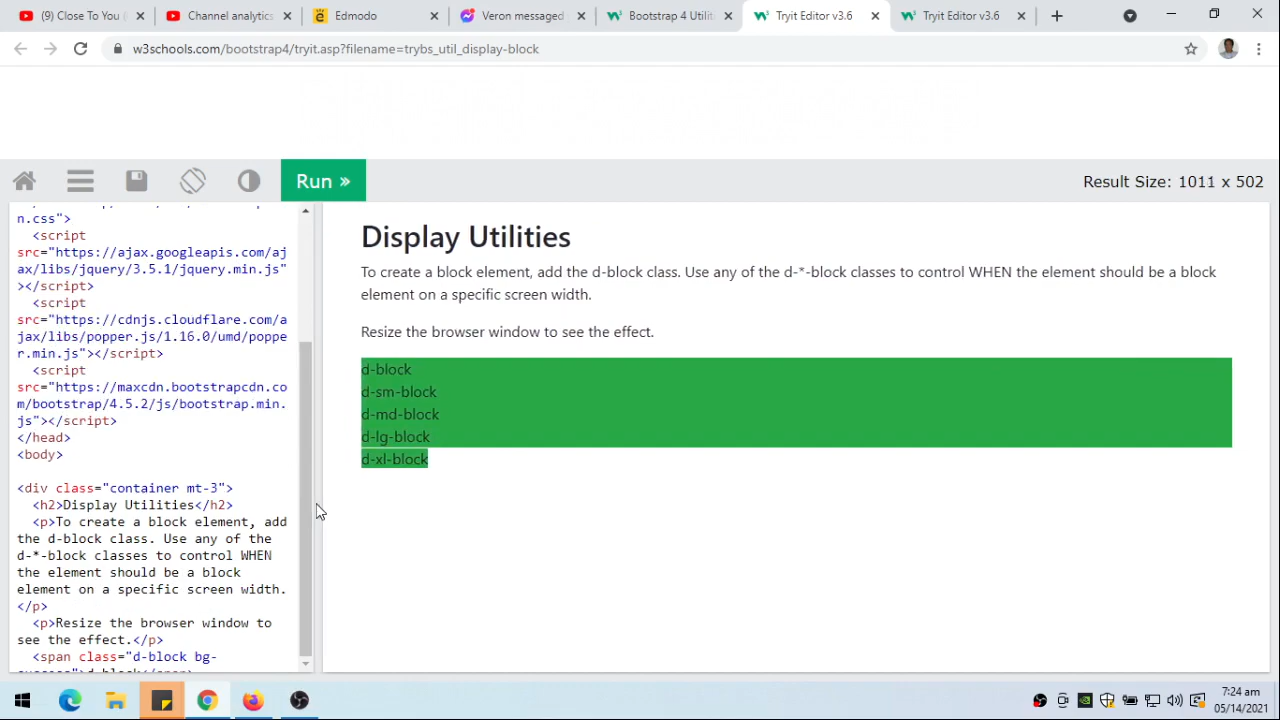 (9) Close To You (
Channel analytics
Edmodo
Veron messaged
Bootstrap 4 Utilit
Tryit Editor v3.6
Tryit Editor v3.6
w3schools.com/bootstrap4/tryit.asp?filename=trybs_util_display-block
Run »
Result Size: 1011 x 502
n.css">
<script
src="https://ajax.googleapis.com/aj
ax/libs/jquery/3.5.1/jquery.min.js"
></script>
<script
src="https://cdnjs.cloudflare.com/a
jax/libs/popper.js/1.16.0/umd/poppe
r.min.js"></script>
<script
src="https://maxcdn.bootstrapcdn.co
m/bootstrap/4.5.2/js/bootstrap.min.
js"></script>
</head>
<body>
<div class="container mt-3">
<h2>Display Utilities</h2>
<p>To create a block element, add
the d-block class. Use any of the
d-*-block classes to control WHEN
the element should be a block
element on a specific screen width.
</p>
<p>Resize the browser window to
see the effect.</p>
<span class="d-block bg-
Display Utilities
To create a block element, add the d-block class. Use any of the d-*-block classes to control WHEN the element should be a block
element on a specific screen width.
Resize the browser window to see the effect.
d-block
d-sm-block
d-md-block
d-lg-block
d-xl-block
7:24 am
05/14/2021